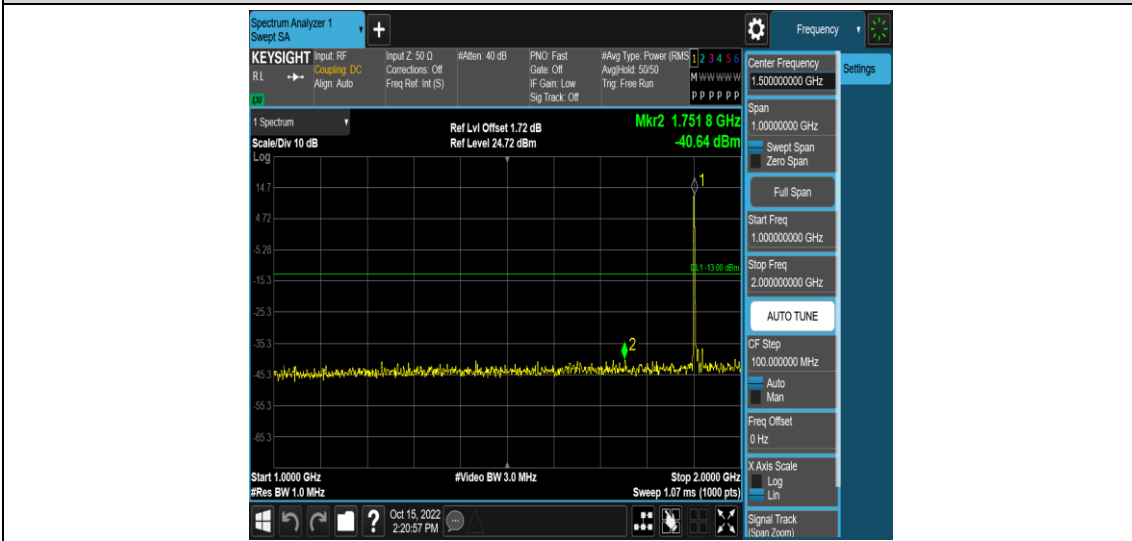 Spectrum Analyzer 1
Swept SA
+
Frequency
KEYSIGHT
RL
LW
Input: RF
Coupling: DC
Align: Auto
Input Z: 50 Ω
Corrections: Off
Freq Ref: Int (S)
#Atten: 40 dB
PNO: Fast
Gate: Off
IF Gain: Low
Sig Track: Off
#Avg Type: Power (RMS
Avg|Hold: 50/50
Trig: Free Run
1 2 3 4 5 6
M W W W W W
P P P P P P
Center Frequency
1.500000000 GHz
Settings
Span
1.00000000 GHz
Swept Span
Zero Span
Full Span
Start Freq
1.000000000 GHz
Stop Freq
2.000000000 GHz
AUTO TUNE
CF Step
100.000000 MHz
Auto
Man
Freq Offset
0 Hz
X Axis Scale
Log
Lin
Signal Track
(Span Zoom)
1 Spectrum
Scale/Div 10 dB
Log
Ref Lvl Offset 1.72 dB
Ref Level 24.72 dBm
Mkr2 1.751 8 GHz
-40.64 dBm
1
14.7
4.72
-5.28
DL1 -13.00 dBm
-15.3
-25.3
-35.3
2
-45.3
-55.3
-65.3
Start 1.0000 GHz
#Video BW 3.0 MHz
Stop 2.0000 GHz
#Res BW 1.0 MHz
Sweep 1.07 ms (1000 pts)
?
Oct 15, 2022
2:20:57 PM